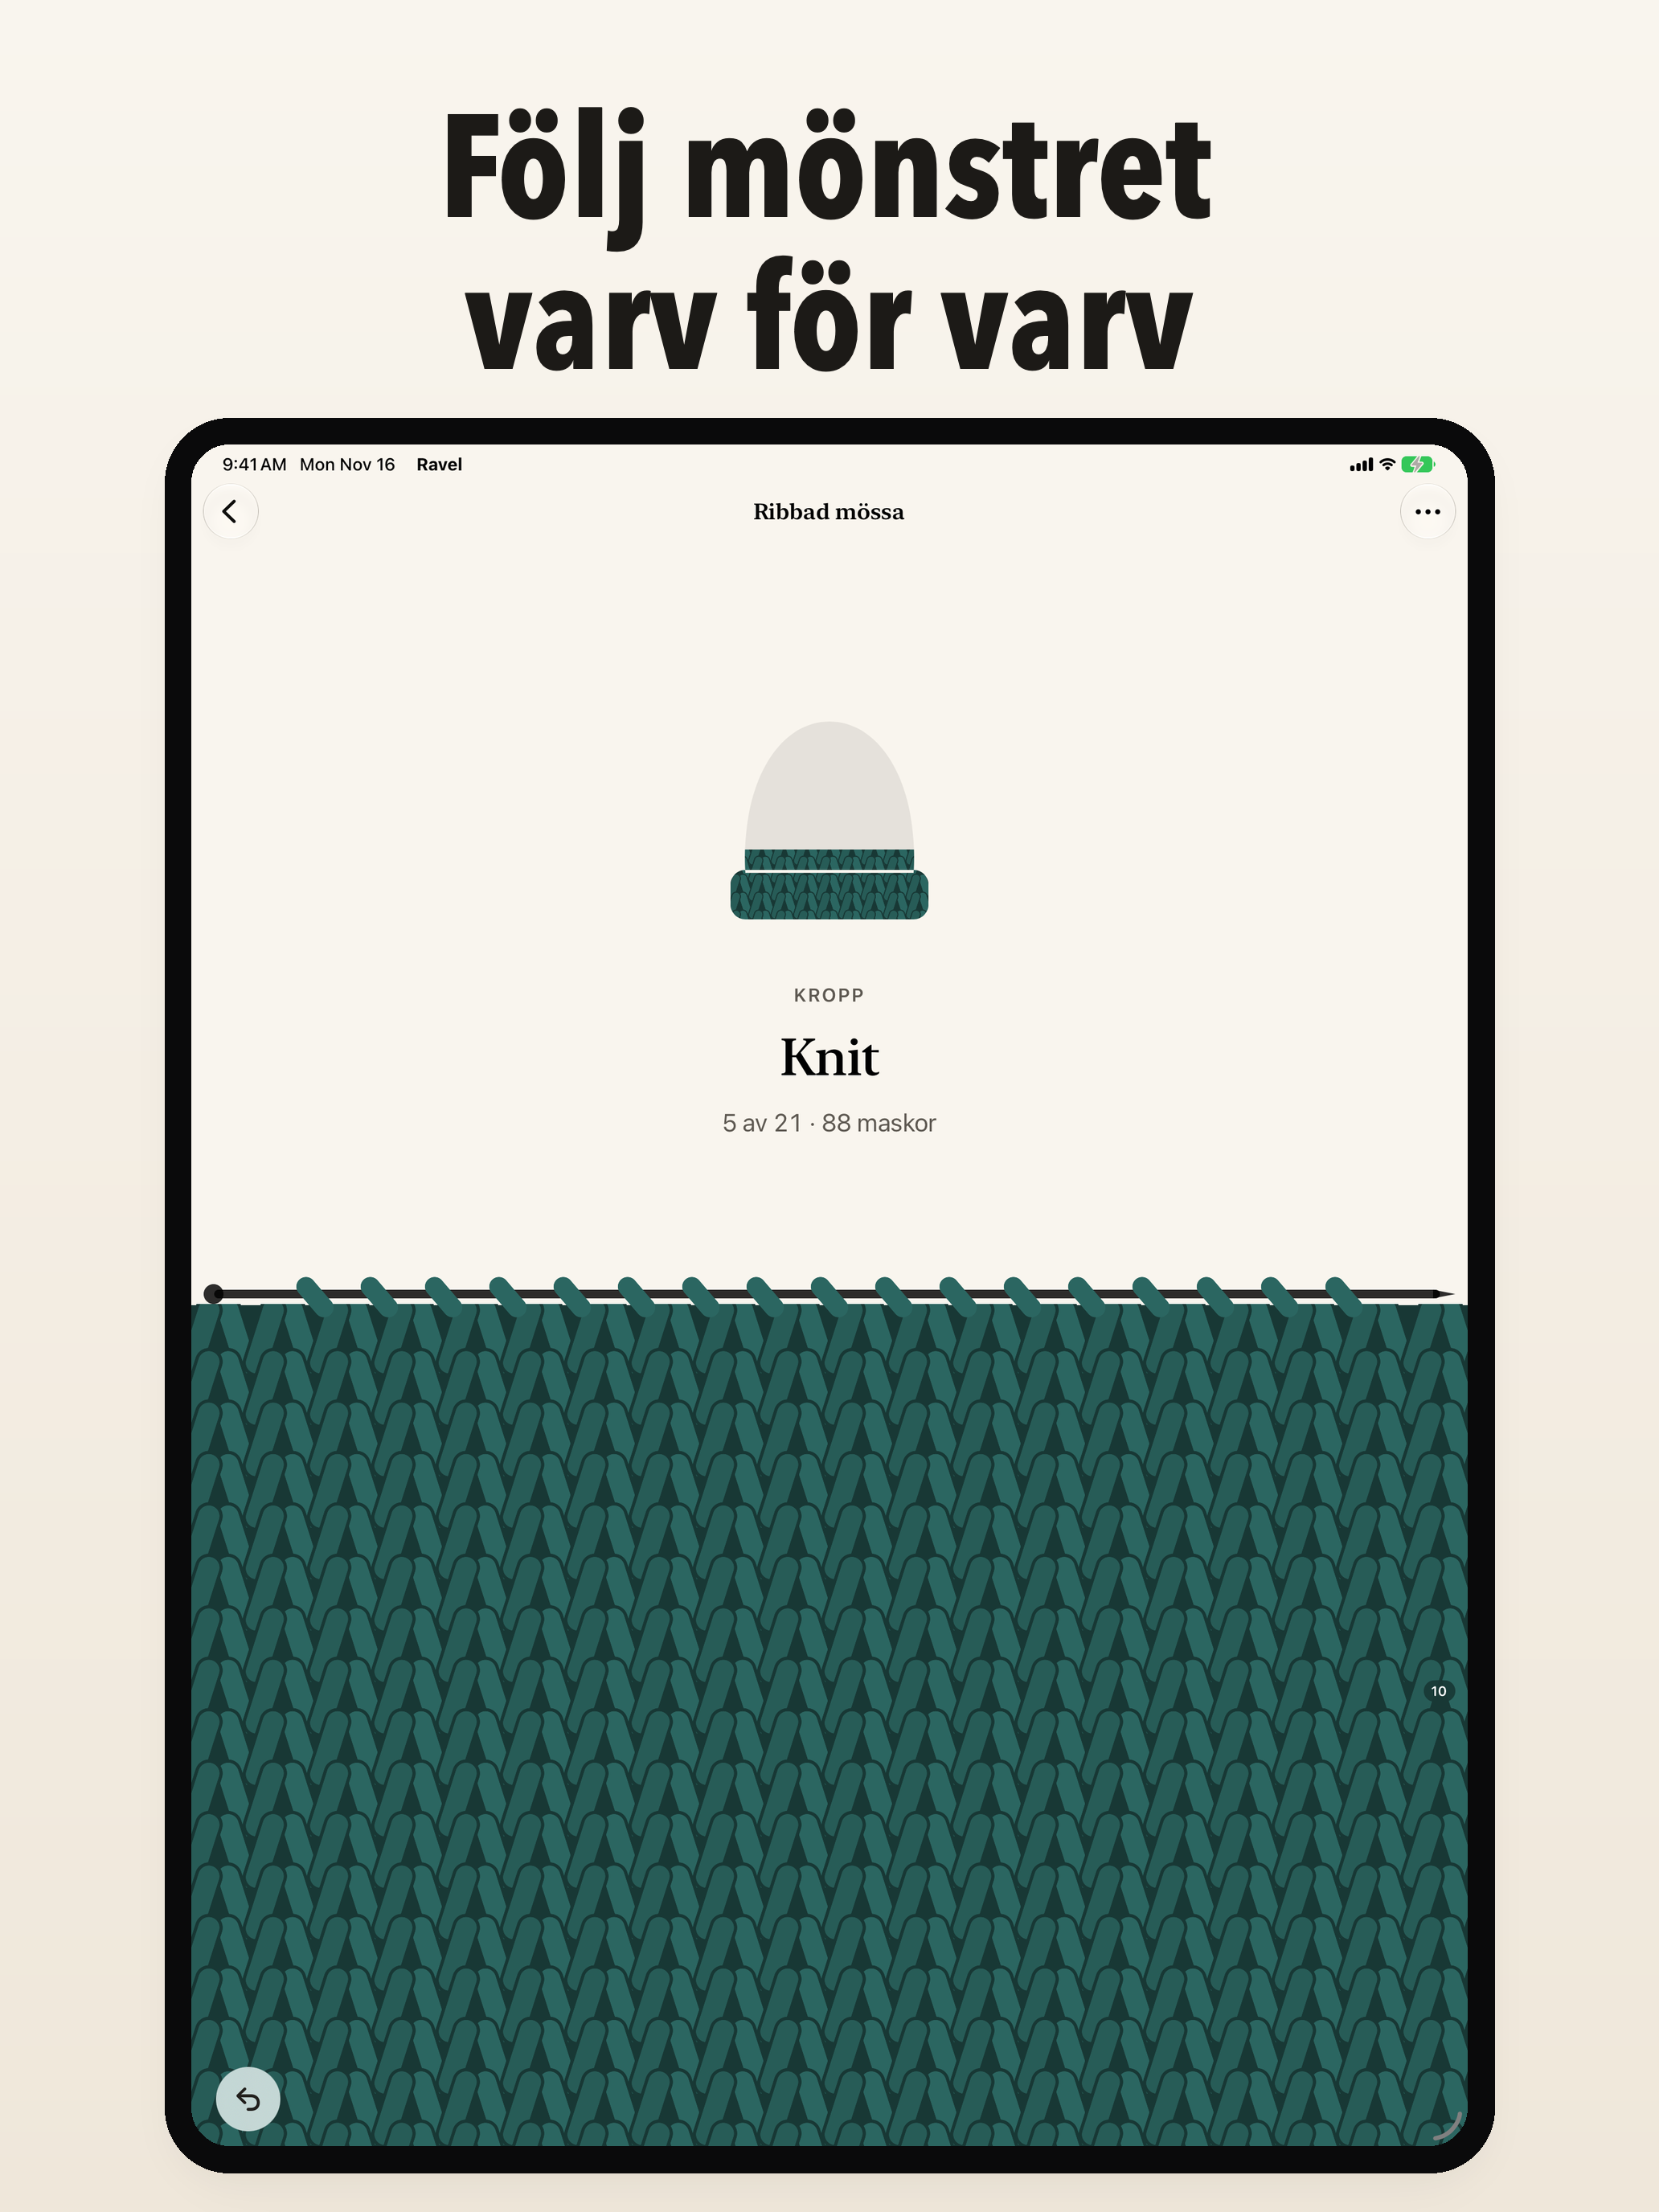 Följ mönstret
varv för varv
9:41 AM Mon Nov 16 Ravel
Ribbad mössa
KROPP
Knit
5 av 21 · 88 maskor
10